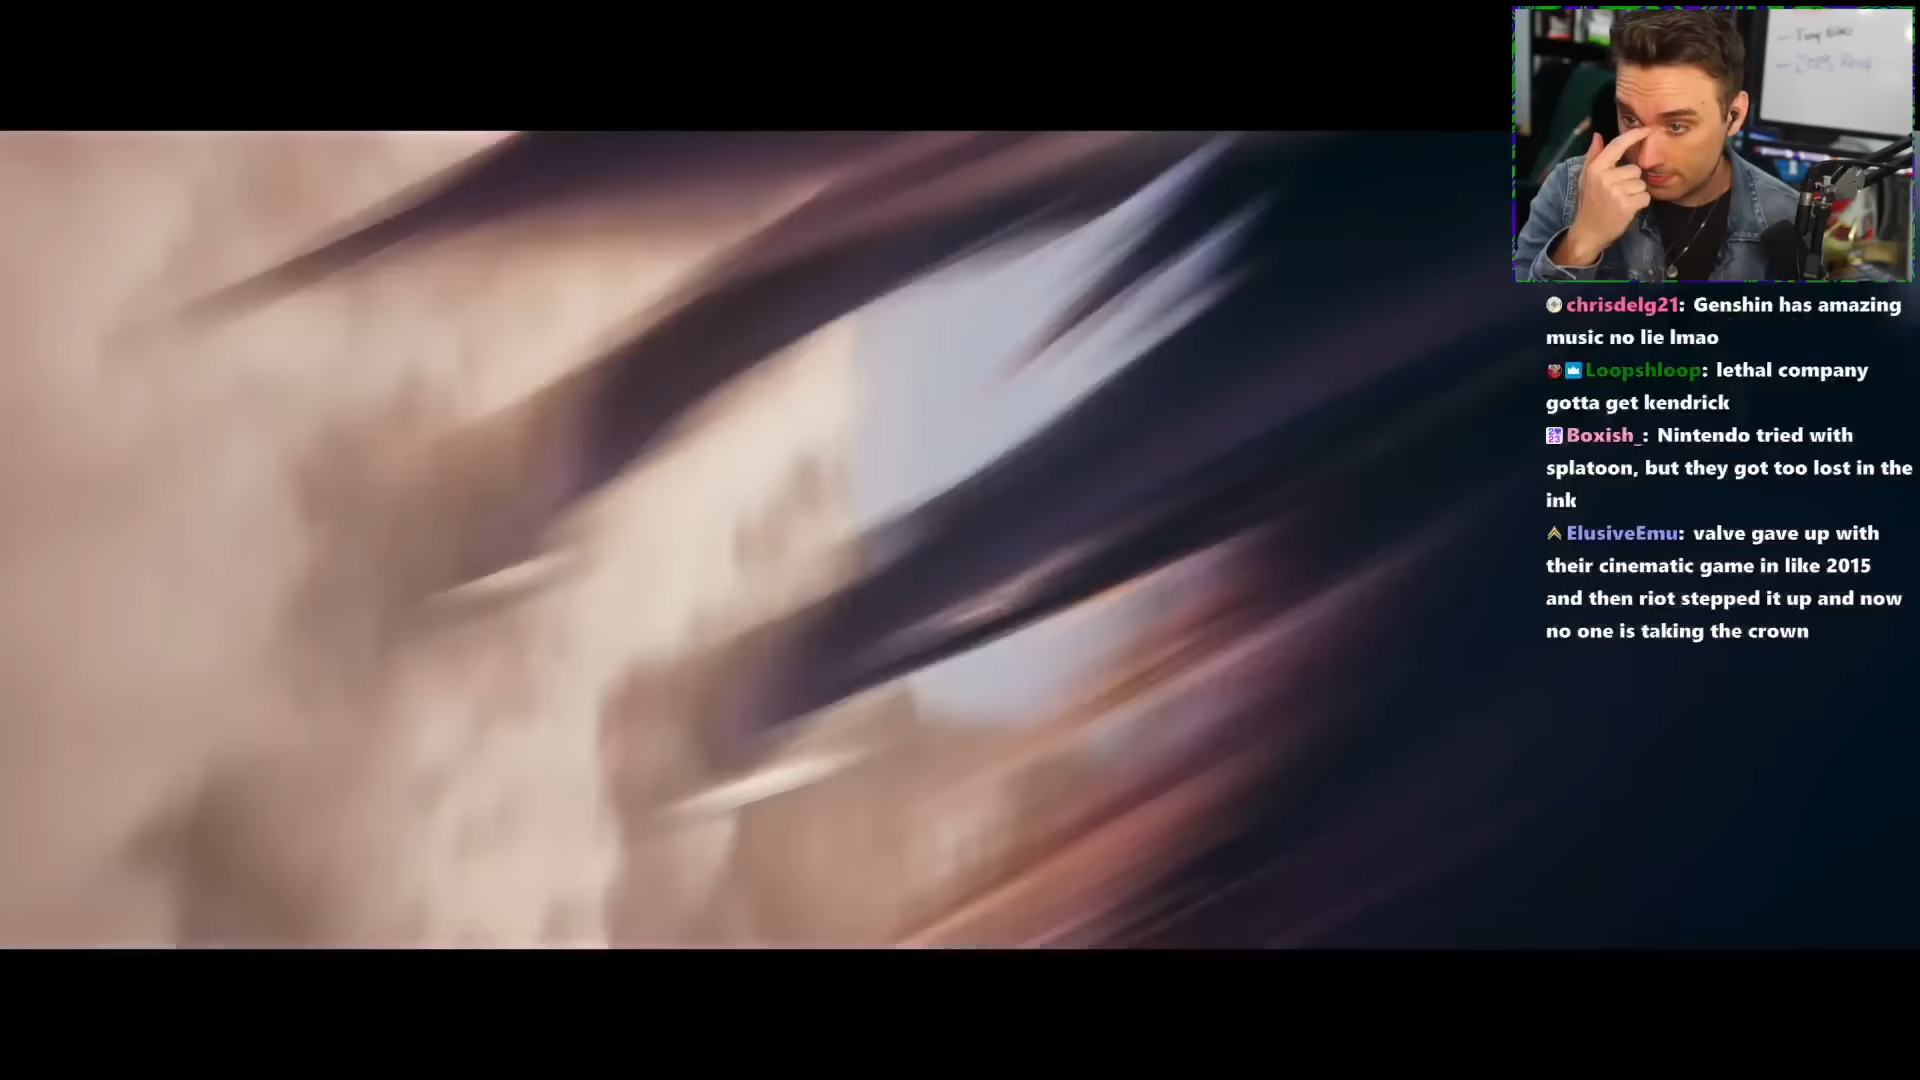 chrisdelg21: Genshin has amazing
music no lie lmao
Loopshloop: lethal company
gotta get kendrick
Boxish_: Nintendo tried with
splatoon, but they got too lost in the
ink
ElusiveEmu: valve gave up with
their cinematic game in like 2015
and then riot stepped it up and now
no one is taking the crown